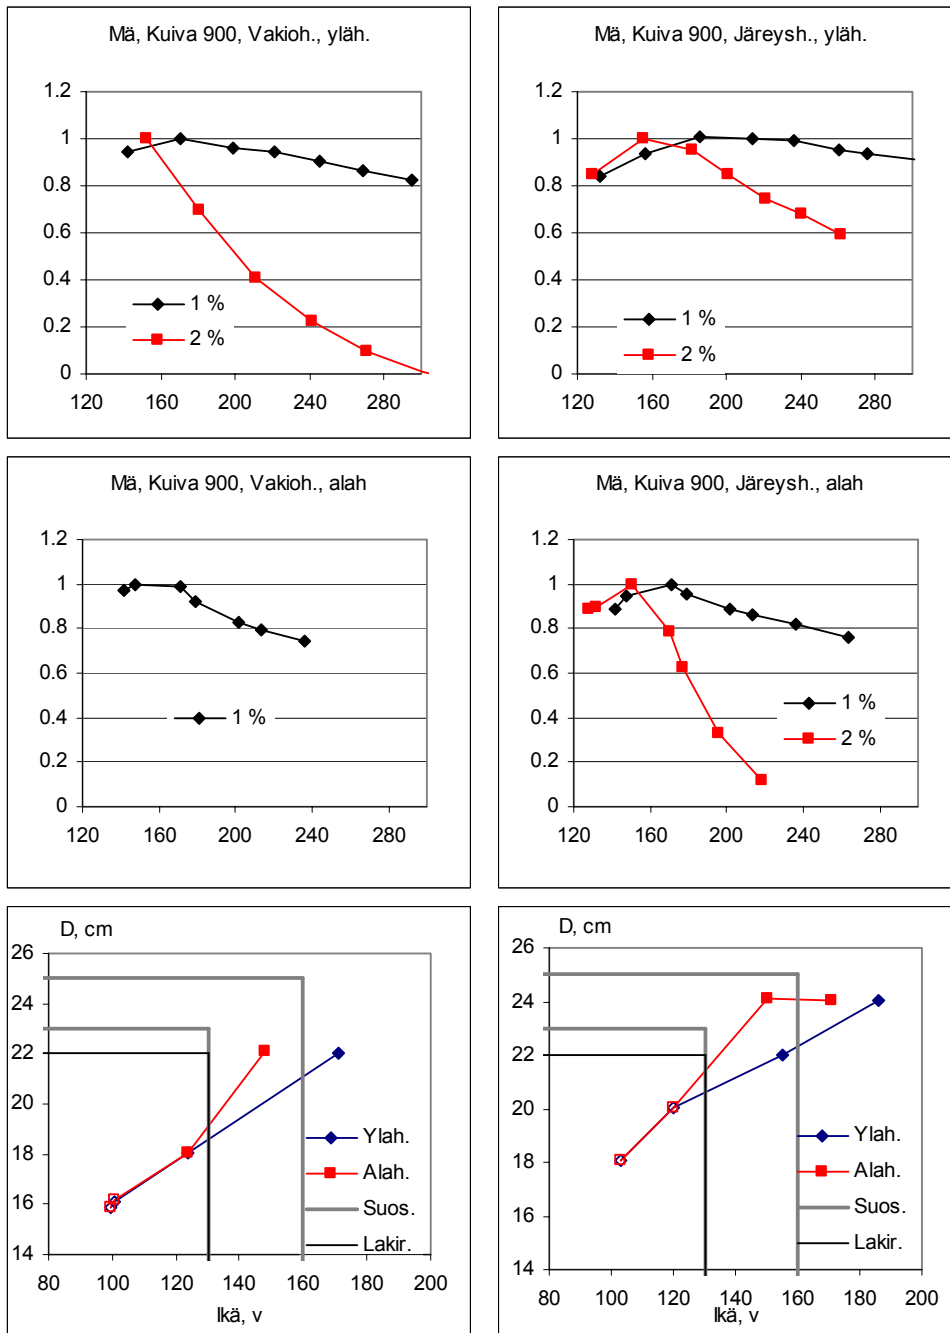 Mä, Kuiva 900, Vakioh., yläh.
1.2
1
0.8
0.6
0.4
0.2
0
1 %
2 %
120 160 200 240 280
Mä, Kuiva 900, Järeysh., yläh.
1.2
1
0.8
0.6
0.4
0.2
0
1 %
2 %
120 160 200 240 280
Mä, Kuiva 900, Vakioh., alah
1.2
1
0.8
0.6
0.4
0.2
0
1 %
120 160 200 240 280
Mä, Kuiva 900, Järeysh., alah
1.2
1
0.8
0.6
0.4
0.2
0
1 %
2 %
120 160 200 240 280
D, cm
26
24
22
20
18
16
14
Ylah.
Alah.
Suos.
Lakir.
80 100 120 140 160 180 200
Ikä, v
D, cm
26
24
22
20
18
16
14
Ylah.
Alah.
Suos.
Lakir.
80 100 120 140 160 180 200
Ikä, v